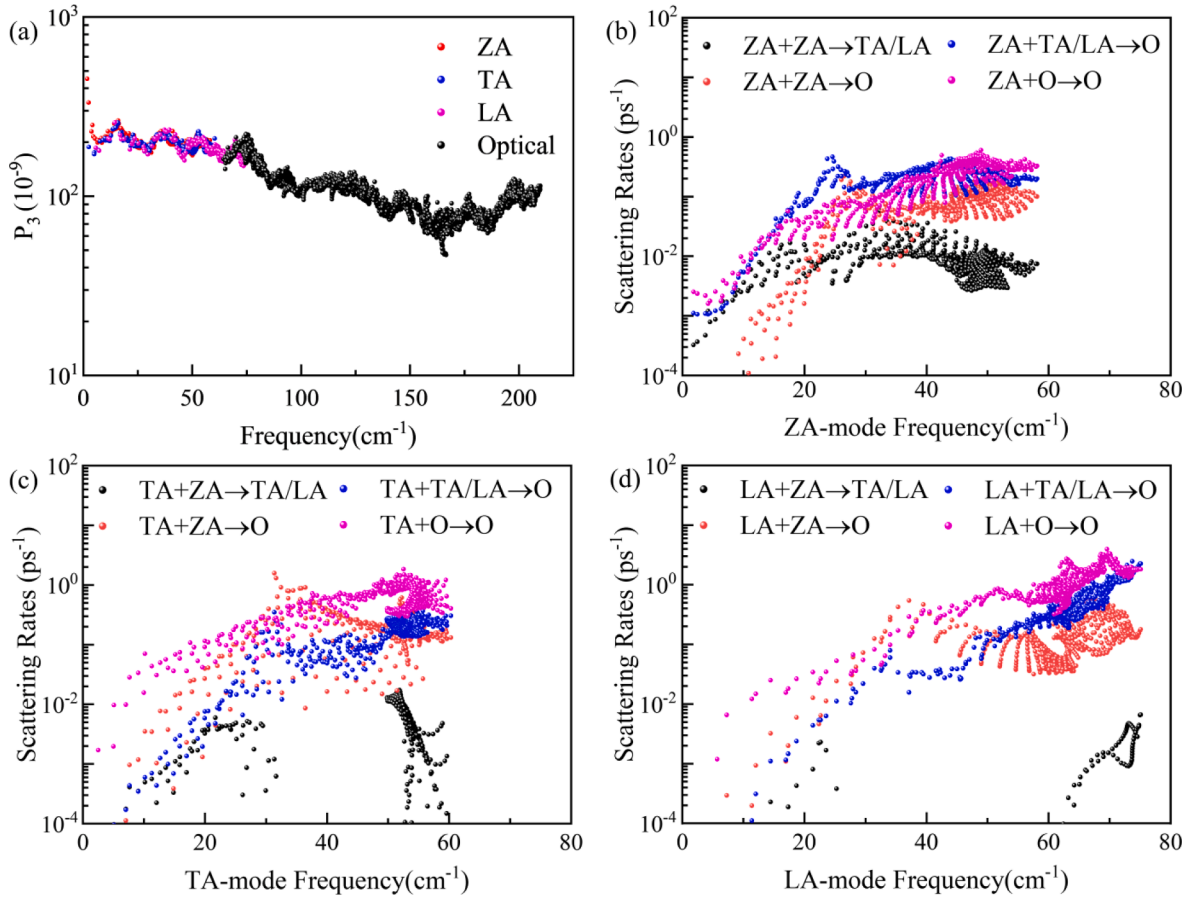 (a)
10³
10²
10¹
P₃ (10⁻⁹)
ZA
TA
LA
Optical
0 50 100 150 200
Frequency(cm⁻¹)
(b)
10²
10⁰
10⁻²
10⁻⁴
Scattering Rates (ps⁻¹)
ZA+ZA→TA/LA ZA+TA/LA→O
ZA+ZA→O ZA+O→O
0 20 40 60 80
ZA-mode Frequency(cm⁻¹)
(c)
10²
10⁰
10⁻²
10⁻⁴
Scattering Rates (ps⁻¹)
TA+ZA→TA/LA TA+TA/LA→O
TA+ZA→O TA+O→O
0 20 40 60 80
TA-mode Frequency(cm⁻¹)
(d)
10²
10⁰
10⁻²
10⁻⁴
Scattering Rates (ps⁻¹)
LA+ZA→TA/LA LA+TA/LA→O
LA+ZA→O LA+O→O
0 20 40 60 80
LA-mode Frequency(cm⁻¹)